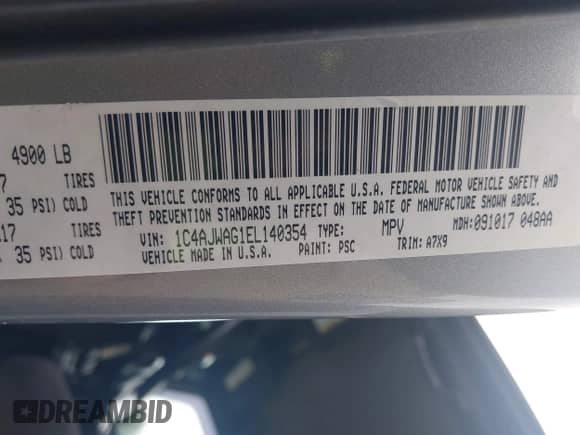 4900 LB
7 TIRES
35 PSI) COLD
17 TIRES
35 PSI) COLD
THIS VEHICLE CONFORMS TO ALL APPLICABLE U.S.A. FEDERAL MOTOR VEHICLE SAFETY AND
THEFT PREVENTION STANDARDS IN EFFECT ON THE DATE OF MANUFACTURE SHOWN ABOVE.
VIN: 1C4AJWAG1EL140354 TYPE: MPV MDH:091017 048AA
VEHICLE MADE IN U.S.A. PAINT: PSC TRIM: A7X9
DREAMBID